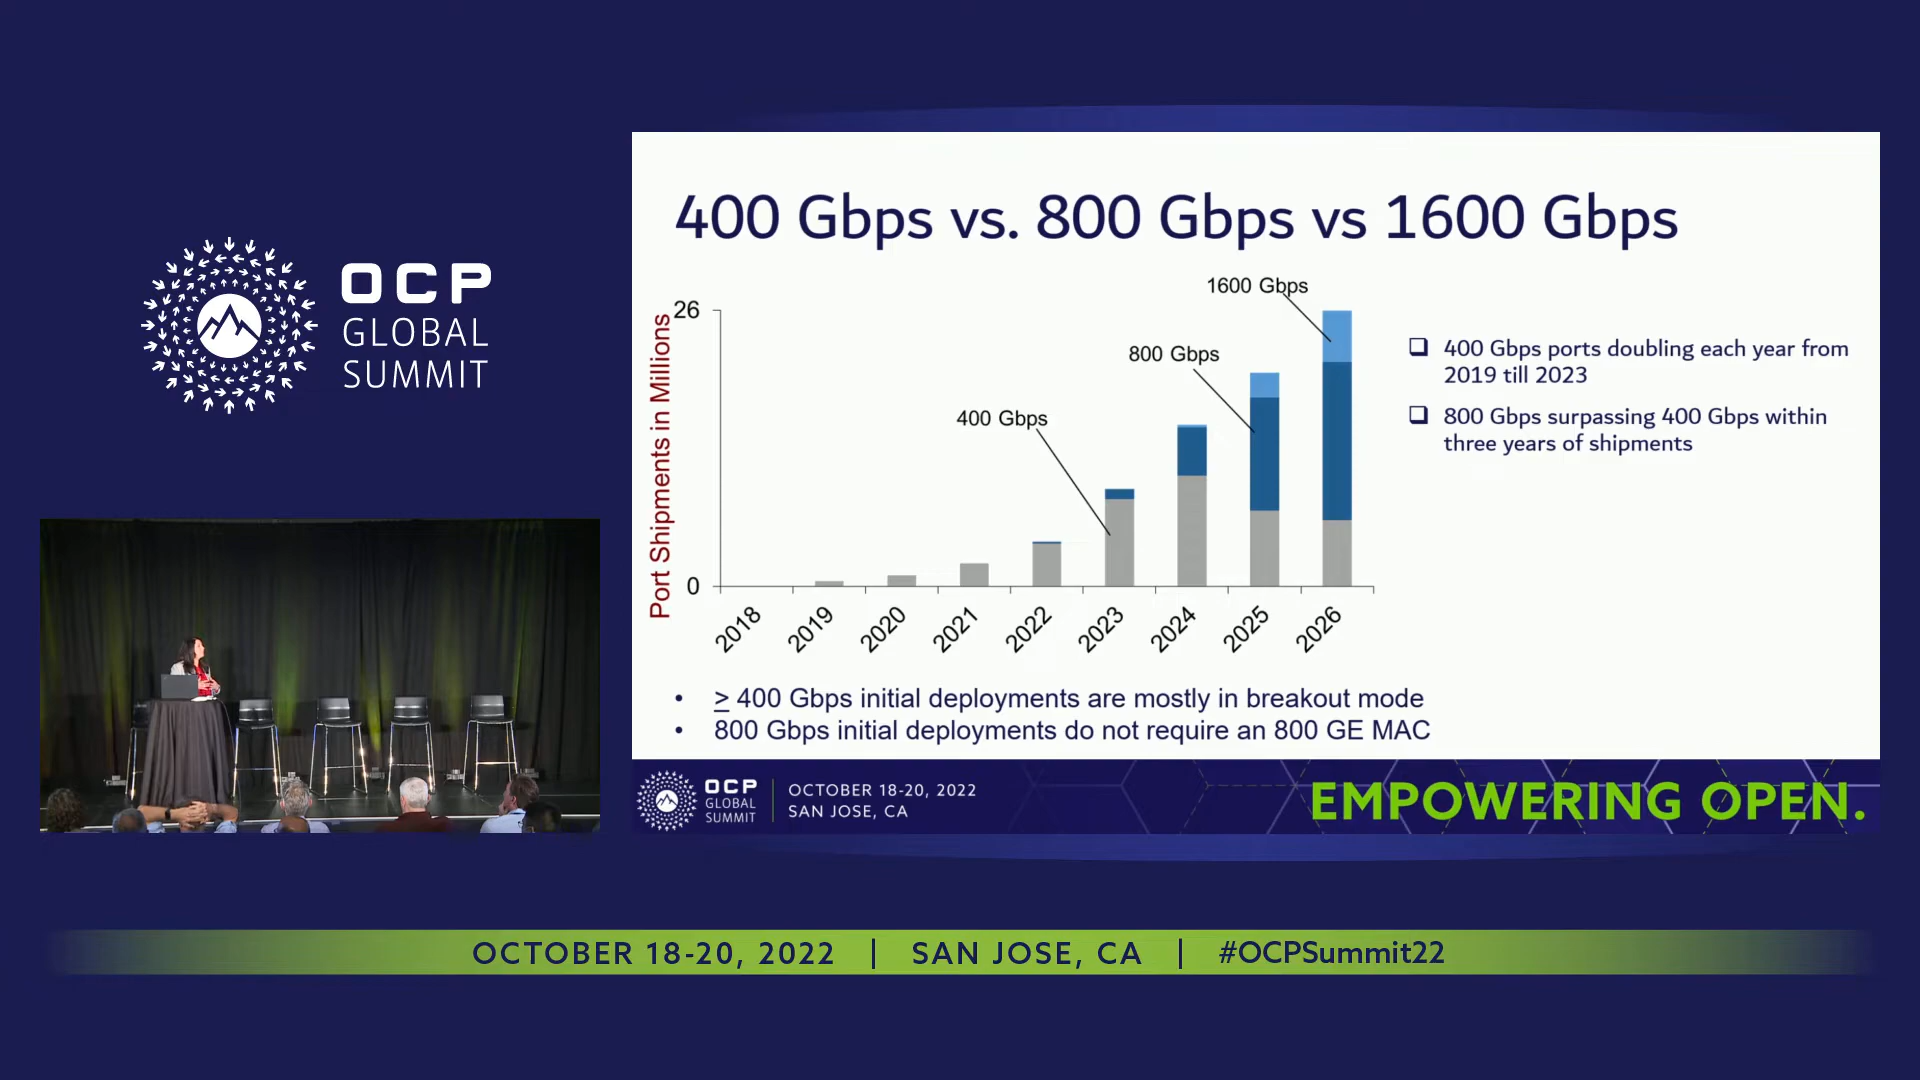 OCP
GLOBAL
SUMMIT
400 Gbps vs. 800 Gbps vs 1600 Gbps
Port Shipments in Millions
26
0
1600 Gbps
800 Gbps
400 Gbps
2018
2019
2020
2021
2022
2023
2024
2025
2026
400 Gbps ports doubling each year from
2019 till 2023
800 Gbps surpassing 400 Gbps within
three years of shipments
• ≥ 400 Gbps initial deployments are mostly in breakout mode
• 800 Gbps initial deployments do not require an 800 GE MAC
OCP
GLOBAL
SUMMIT
OCTOBER 18-20, 2022
SAN JOSE, CA
EMPOWERING OPEN.
OCTOBER 18-20, 2022 | SAN JOSE, CA | #OCPSummit22